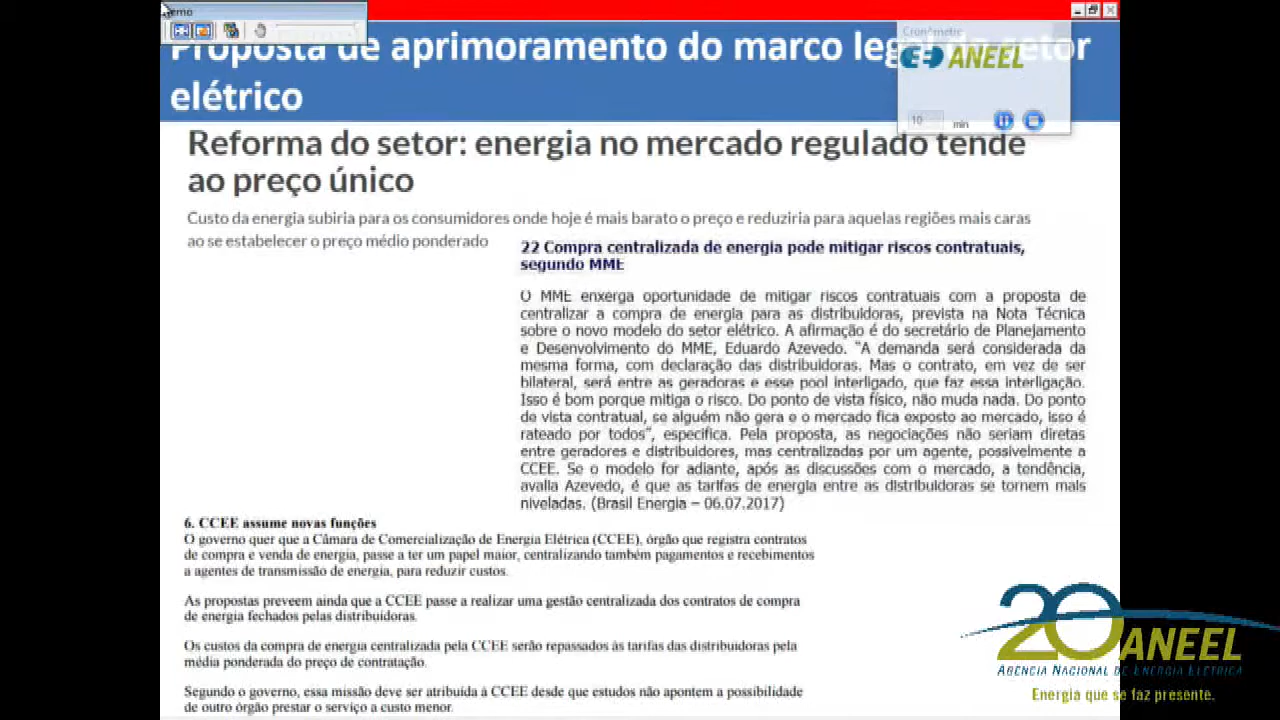 emo
Proposta de aprimoramento do marco legal do setor
elétrico
Cronômetro
ANEEL
10 min
Reforma do setor: energia no mercado regulado tende
ao preço único
Custo da energia subiria para os consumidores onde hoje é mais barato o preço e reduziria para aquelas regiões mais caras
ao se estabelecer o preço médio ponderado
22 Compra centralizada de energia pode mitigar riscos contratuais,
segundo MME
O MME enxerga oportunidade de mitigar riscos contratuais com a proposta de
centralizar a compra de energia para as distribuidoras, prevista na Nota Técnica
sobre o novo modelo do setor elétrico. A afirmação é do secretário de Planejamento
e Desenvolvimento do MME, Eduardo Azevedo. "A demanda será considerada da
mesma forma, com declaração das distribuidoras. Mas o contrato, em vez de ser
bilateral, será entre as geradoras e esse pool interligado, que faz essa interligação.
Isso é bom porque mitiga o risco. Do ponto de vista físico, não muda nada. Do ponto
de vista contratual, se alguém não gera e o mercado fica exposto ao mercado, isso é
rateado por todos", especifica. Pela proposta, as negociações não seriam diretas
entre geradores e distribuidores, mas centralizadas por um agente, possivelmente a
CCEE. Se o modelo for adiante, após as discussões com o mercado, a tendência,
avalia Azevedo, é que as tarifas de energia entre as distribuidoras se tornem mais
niveladas. (Brasil Energia – 06.07.2017)
6. CCEE assume novas funções
O governo quer que a Câmara de Comercialização de Energia Elétrica (CCEE), órgão que registra contratos
de compra e venda de energia, passe a ter um papel maior, centralizando também pagamentos e recebimentos
a agentes de transmissão de energia, para reduzir custos.
As propostas preveem ainda que a CCEE passe a realizar uma gestão centralizada dos contratos de compra
de energia fechados pelas distribuidoras.
Os custos da compra de energia centralizada pela CCEE serão repassados às tarifas das distribuidoras pela
média ponderada do preço de contratação.
Segundo o governo, essa missão deve ser atribuída à CCEE desde que estudos não apontem a possibilidade
de outro órgão prestar o serviço a custo menor.
20 ANEEL
AGÊNCIA NACIONAL DE ENERGIA ELÉTRICA
Energia que se faz presente.